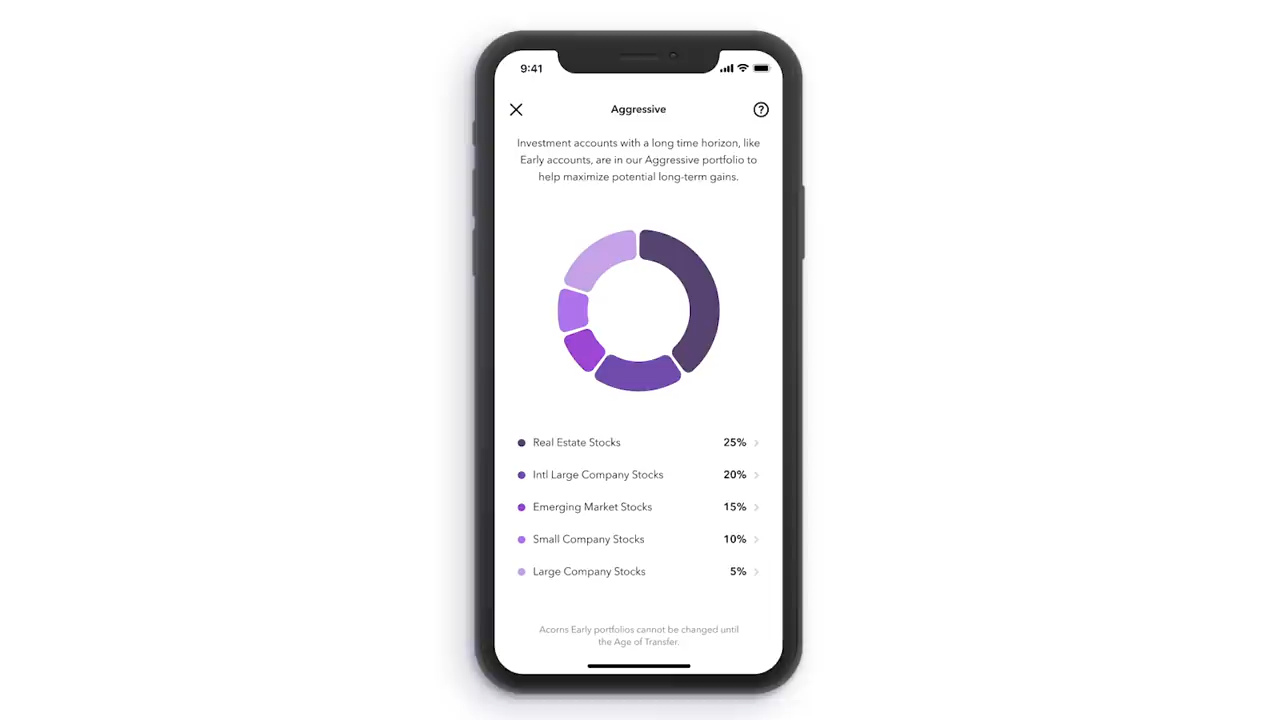 9:41
Aggressive
Investment accounts with a long time horizon, like
Early accounts, are in our Aggressive portfolio to
help maximize potential long-term gains.
Real Estate Stocks 25%
Intl Large Company Stocks 20%
Emerging Market Stocks 15%
Small Company Stocks 10%
Large Company Stocks 5%
Acorns Early portfolios cannot be changed until
the Age of Transfer.